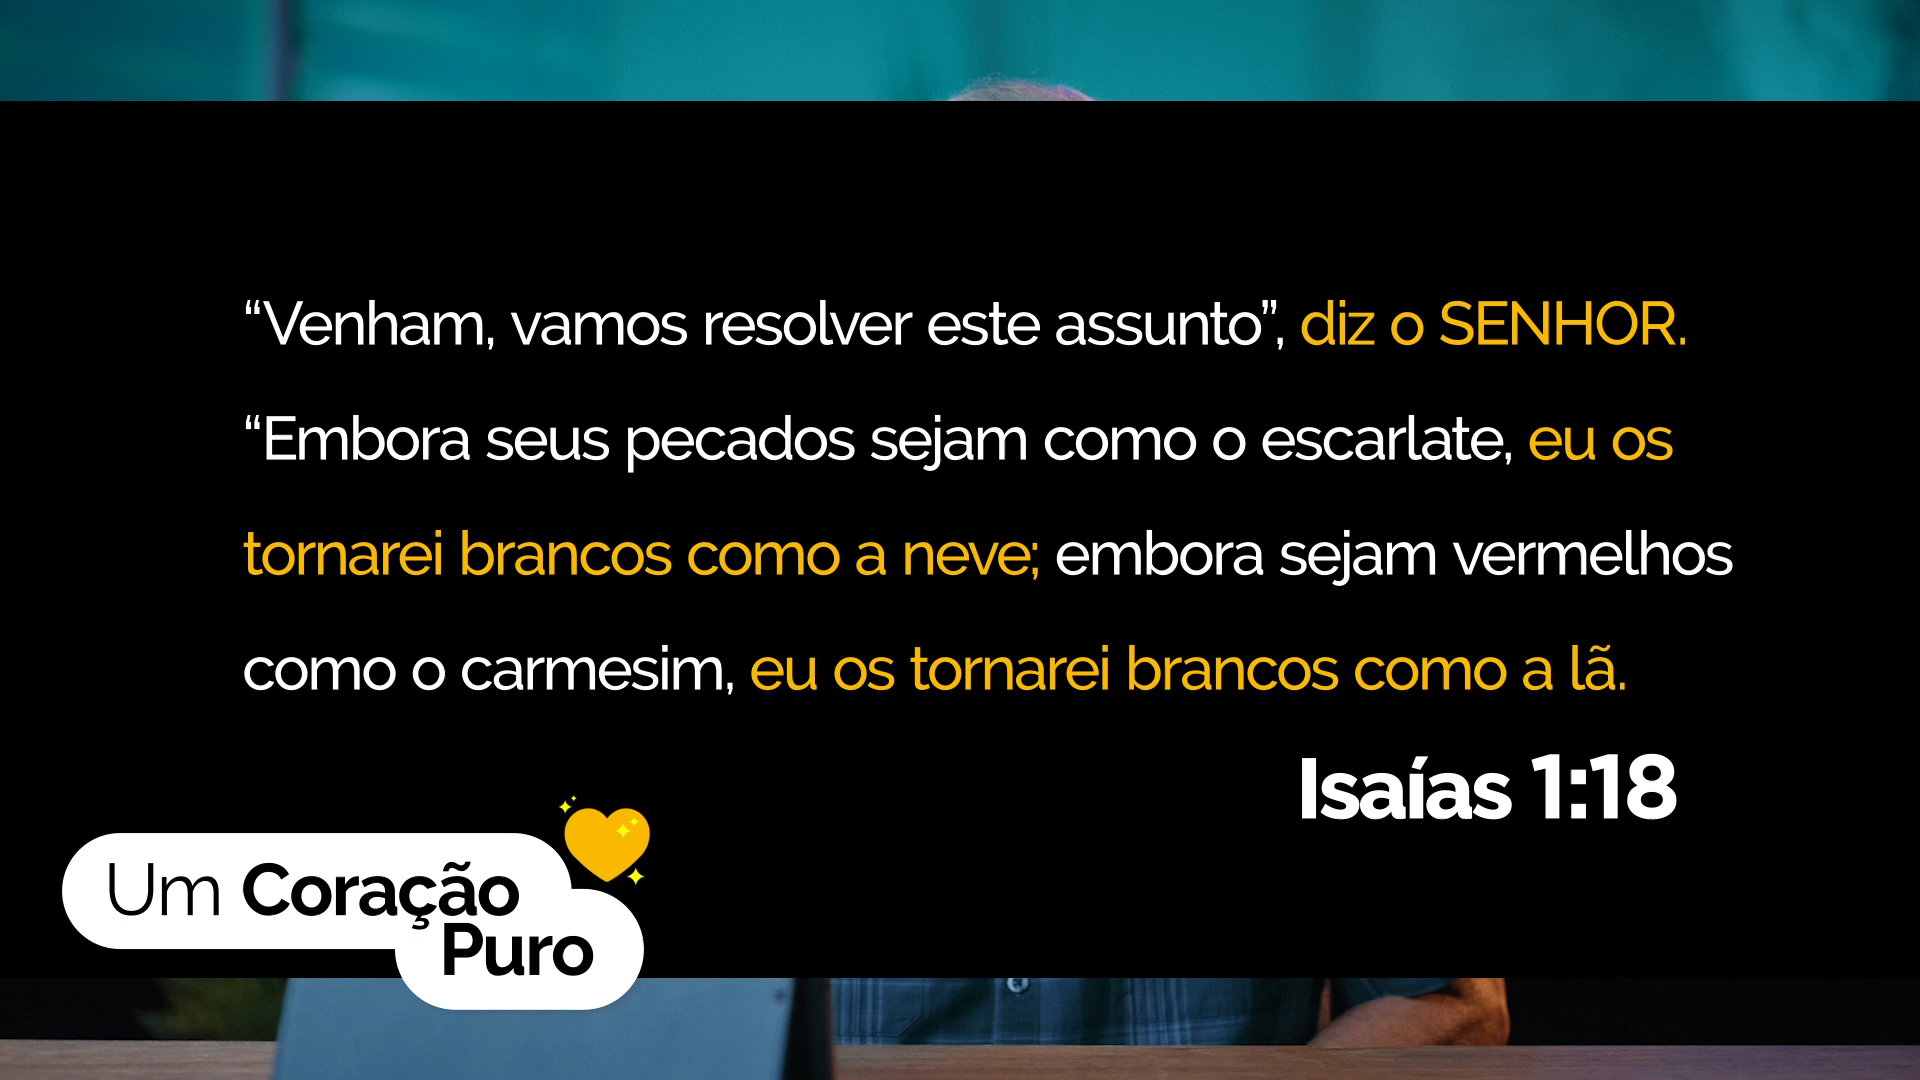 “Venham, vamos resolver este assunto”, diz o SENHOR.
“Embora seus pecados sejam como o escarlate, eu os
tornarei brancos como a neve; embora sejam vermelhos
como o carmesim, eu os tornarei brancos como a lã.
Isaías 1:18
Um Coração
Puro